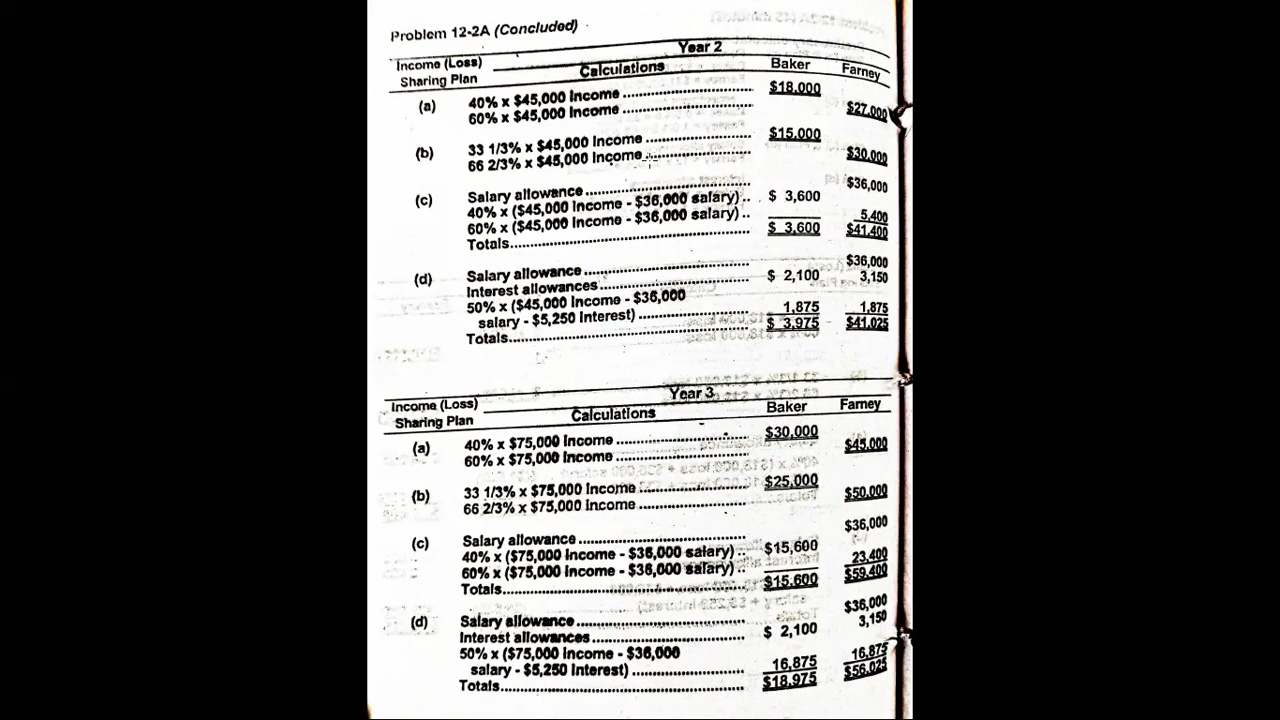 Problem 12-2A (Concluded)
Year 2
Income (Loss) Sharing Plan Calculations Baker Farney
(a) 40% x $45,000 Income ................ $18,000
60% x $45,000 Income ................ $27,000
(b) 33 1/3% x $45,000 Income ................ $15,000
66 2/3% x $45,000 Income ................ $30,000
(c) Salary allowance ................ $36,000
40% x ($45,000 Income - $36,000 salary) .. $ 3,600
60% x ($45,000 Income - $36,000 salary) .. 5,400
Totals ................ $ 3,600 $41,400
(d) Salary allowance ................ $36,000
Interest allowances ................ $ 2,100 3,150
50% x ($45,000 Income - $36,000
salary - $5,250 Interest) ................ 1,875 1,875
Totals ................ $ 3,975 $41,025
Year 3
Income (Loss) Sharing Plan Calculations Baker Farney
(a) 40% x $75,000 Income ................ $30,000
60% x $75,000 Income ................ $45,000
(b) 33 1/3% x $75,000 Income ................ $25,000
66 2/3% x $75,000 Income ................ $50,000
(c) Salary allowance ................ $36,000
40% x ($75,000 Income - $36,000 salary) .. $15,600
60% x ($75,000 Income - $36,000 salary) .. 23,400
Totals ................ $15,600 $59,400
(d) Salary allowance ................ $36,000
Interest allowances ................ $ 2,100 3,150
50% x ($75,000 Income - $36,000
salary - $5,250 Interest) ................ 16,875 16,875
Totals ................ $18,975 $56,025